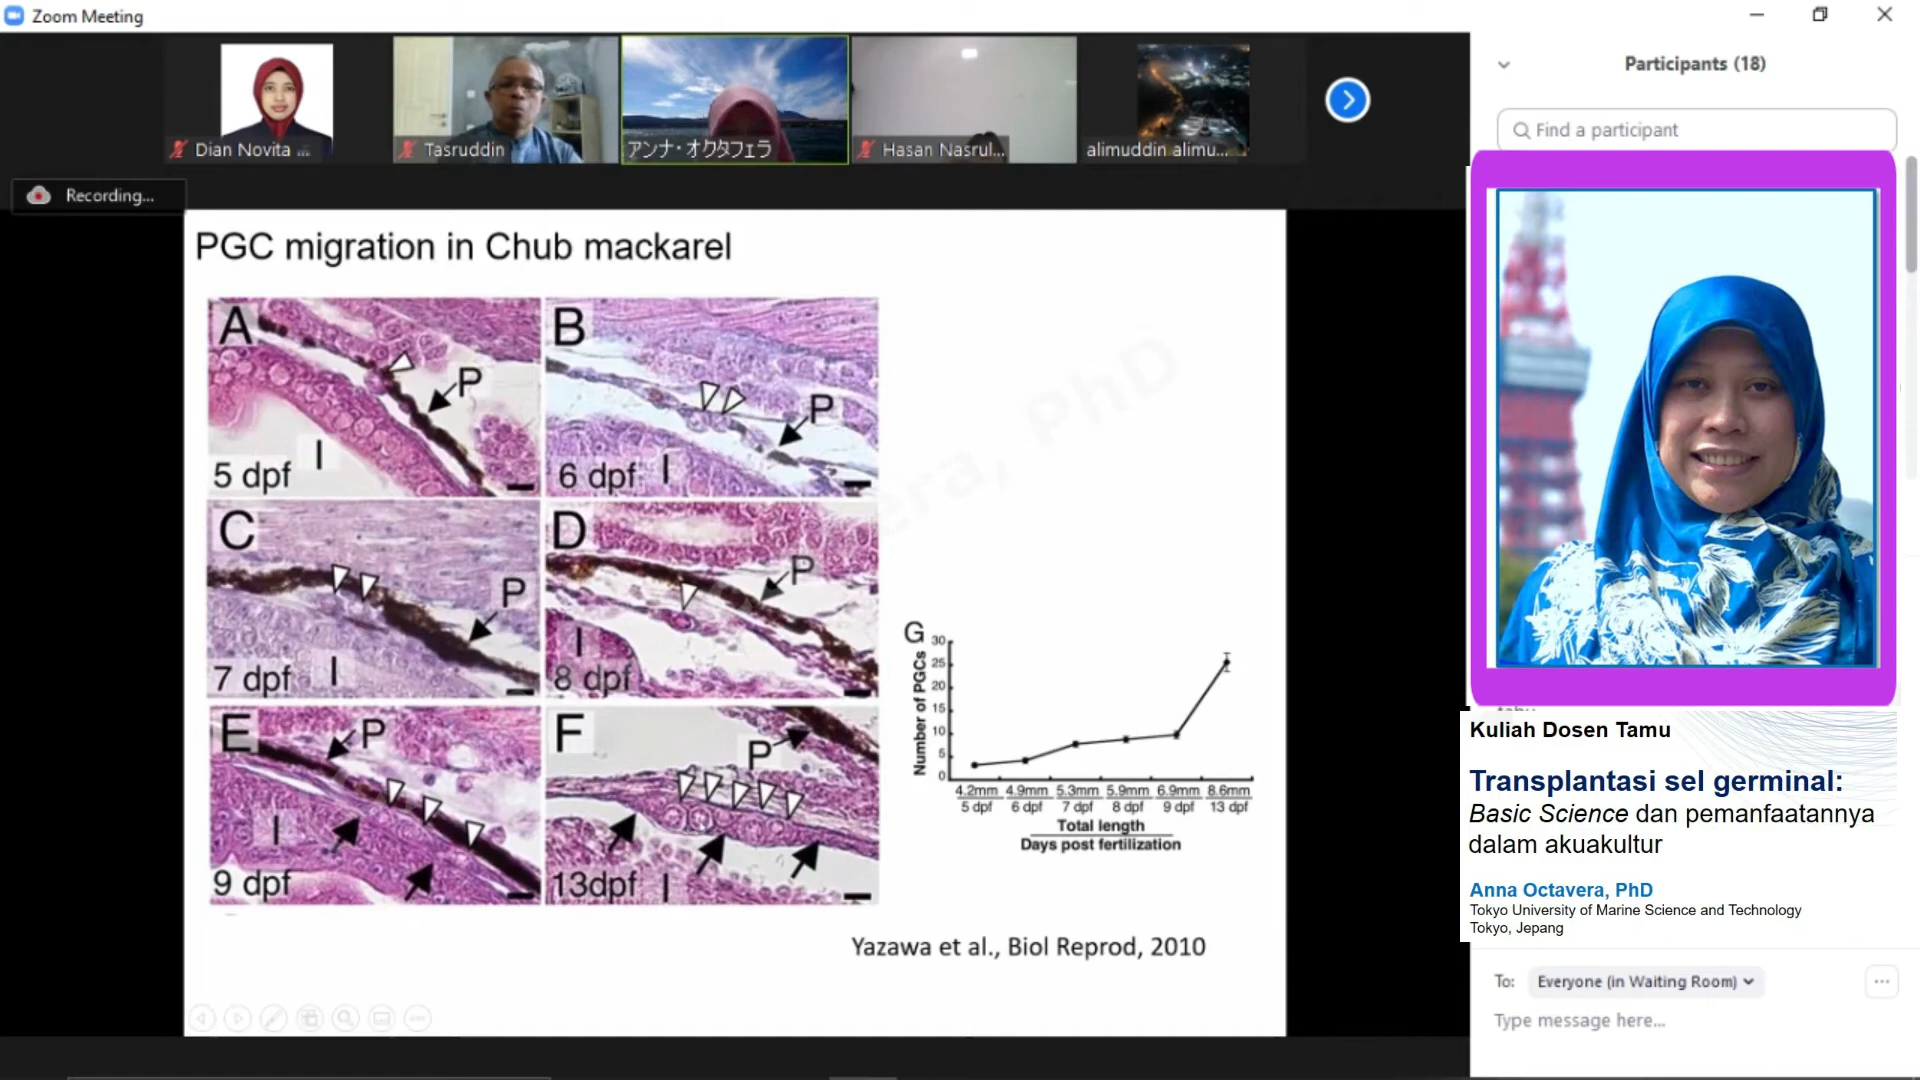 Zoom Meeting
Dian Novita ...
Tasruddin
アンナ・オクタフェラ
Hasan Nasrul...
alimuddin alimu...
Recording...
Participants (18)
Find a participant
PGC migration in Chub mackarel
A
P
I
5 dpf
B
P
I
6 dpf
C
P
I
7 dpf
D
P
I
8 dpf
E
P
I
9 dpf
F
P
I
13dpf
era, PhD
G
Number of PGCs
30
25
20
15
10
5
0
4.2mm 4.9mm 5.3mm 5.9mm 6.9mm 8.6mm
5 dpf 6 dpf 7 dpf 8 dpf 9 dpf 13 dpf
Total length
Days post fertilization
Yazawa et al., Biol Reprod, 2010
Kuliah Dosen Tamu
Transplantasi sel germinal:
Basic Science dan pemanfaatannya
dalam akuakultur
Anna Octavera, PhD
Tokyo University of Marine Science and Technology
Tokyo, Jepang
To: Everyone (in Waiting Room)
Type message here...